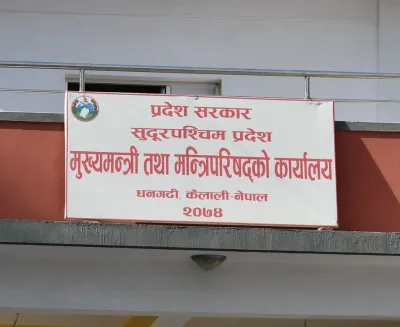 प्रदेश सरकार
सुदूरपश्चिम प्रदेश
मुख्यमन्त्री तथा मन्त्रिपरिषद्को कार्यालय
धनगढी, कैलाली-नेपाल
२०७४